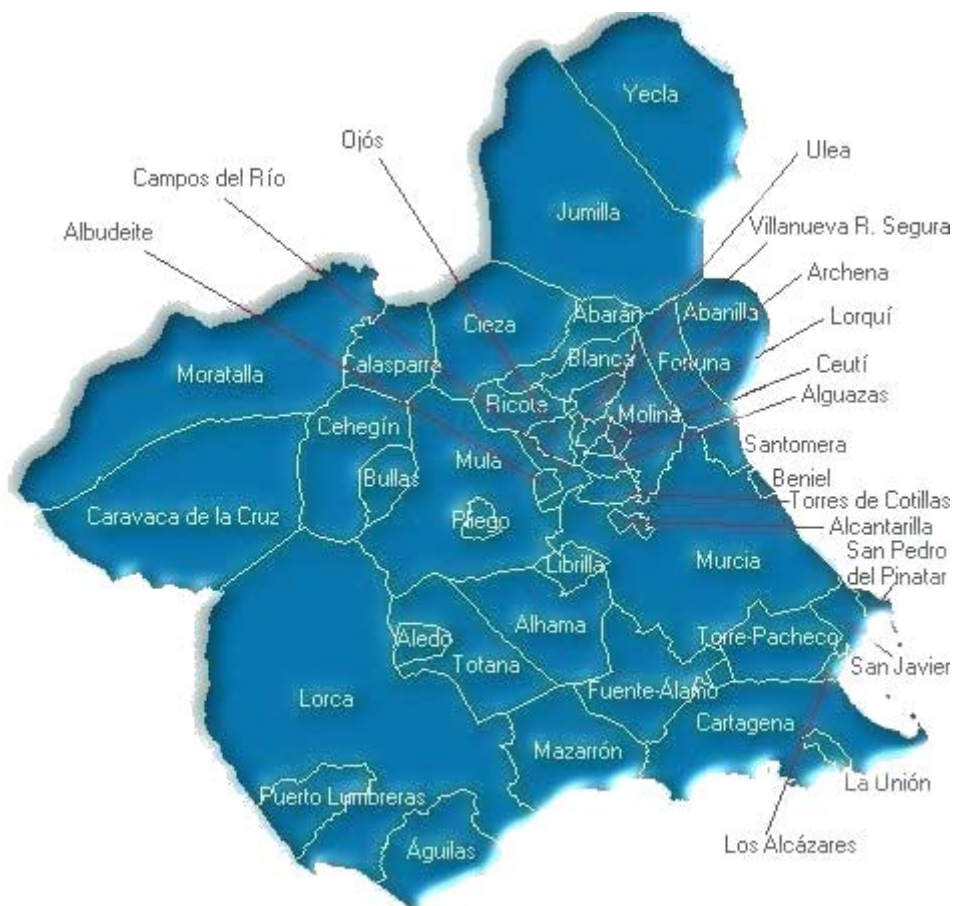 Yecla
Ojós
Ulea
Campos del Río
Jumilla
Villanueva R. Segura
Albudeite
Archena
Abarán
Abanilla
Lorquí
Cieza
Blanca
Fortuna
Ceutí
Moratalla
Calasparra
Alguazas
Ricote
Molina
Cehegín
Santomera
Mula
Bullas
Beniel
Torres de Cotillas
Caravaca de la Cruz
Pliego
Alcantarilla
San Pedro
del Pinatar
Librilla
Murcia
Alhama
Torre-Pacheco
Aledo
Totana
San Javier
Lorca
Fuente-Álamo
Cartagena
Mazarrón
La Unión
Puerto Lumbreras
Los Alcázares
Águilas